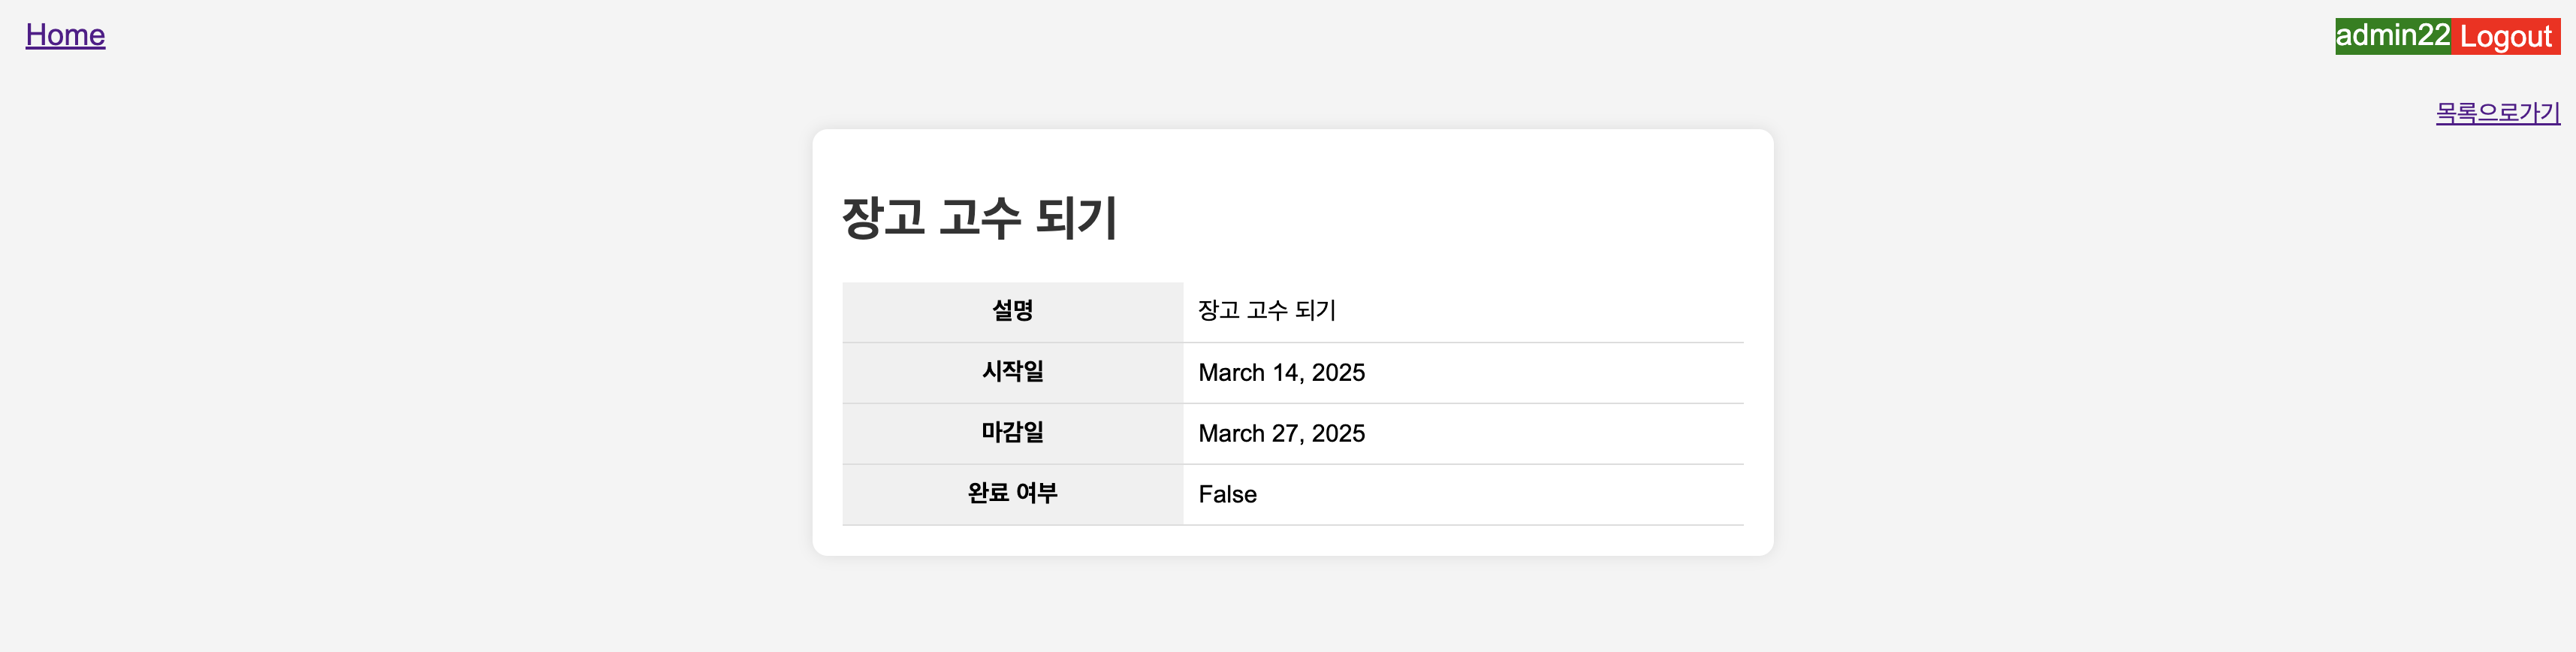 Home
admin22 Logout
목록으로가기
장고 고수 되기
설명 장고 고수 되기
시작일 March 14, 2025
마감일 March 27, 2025
완료 여부 False